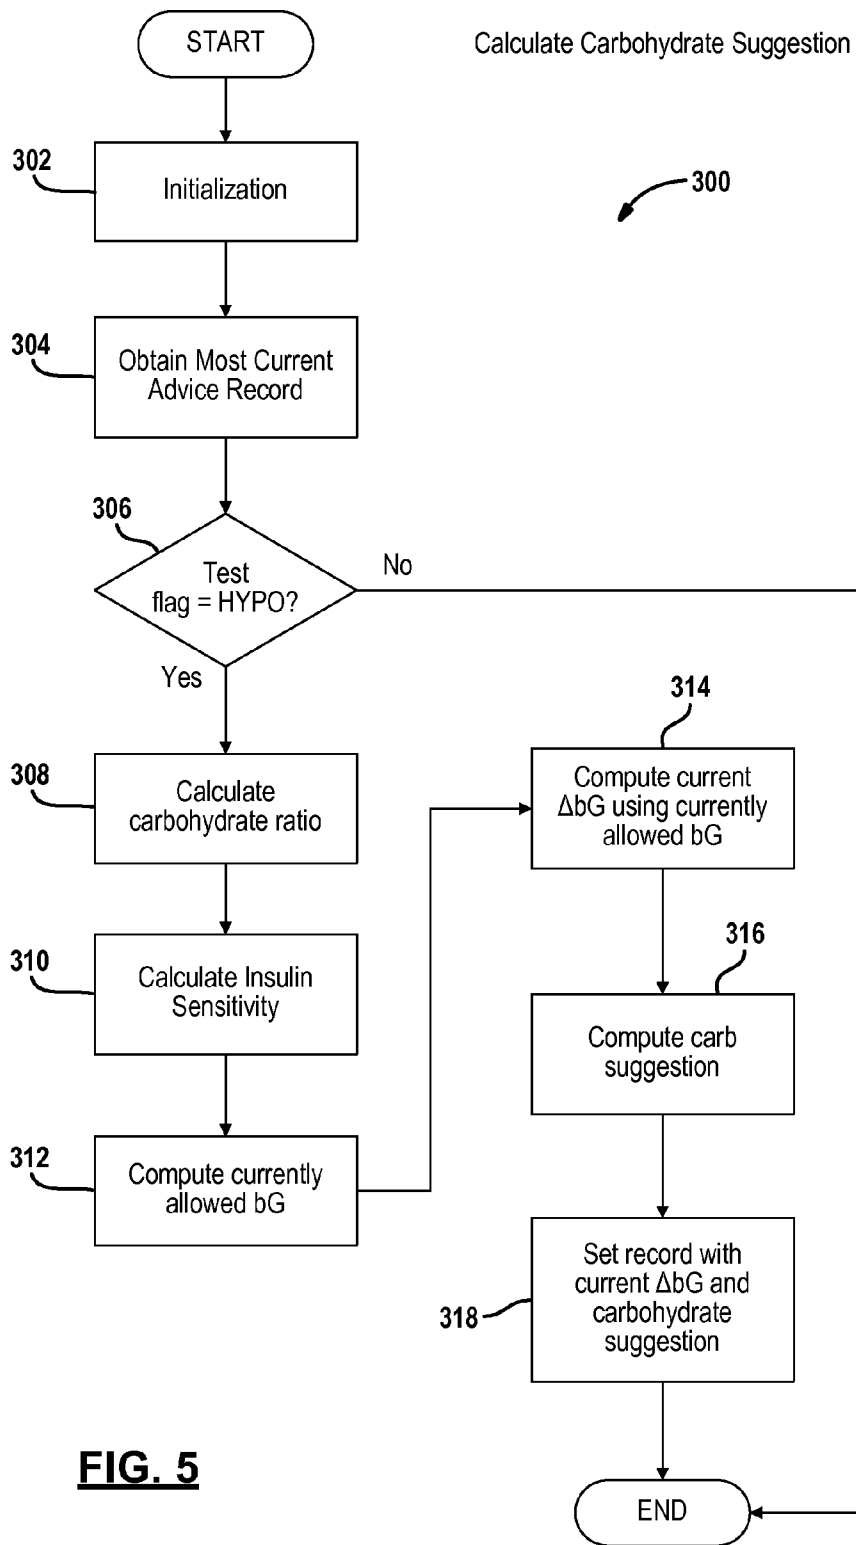 START
Calculate Carbohydrate Suggestion
300
302
Initialization
304
Obtain Most Current
Advice Record
306
Test
flag = HYPO?
No
Yes
308
Calculate
carbohydrate ratio
310
Calculate Insulin
Sensitivity
312
Compute currently
allowed bG
314
Compute current
ΔbG using currently
allowed bG
316
Compute carb
suggestion
318
Set record with
current ΔbG and
carbohydrate
suggestion
END
FIG. 5